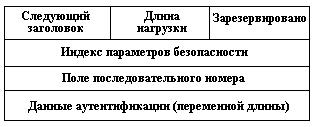 Следующий
заголовок
Длина
нагрузки
Зарезервировано
Индекс параметров безопасности
Поле последовательного номера
Данные аутентификации (переменной длины)